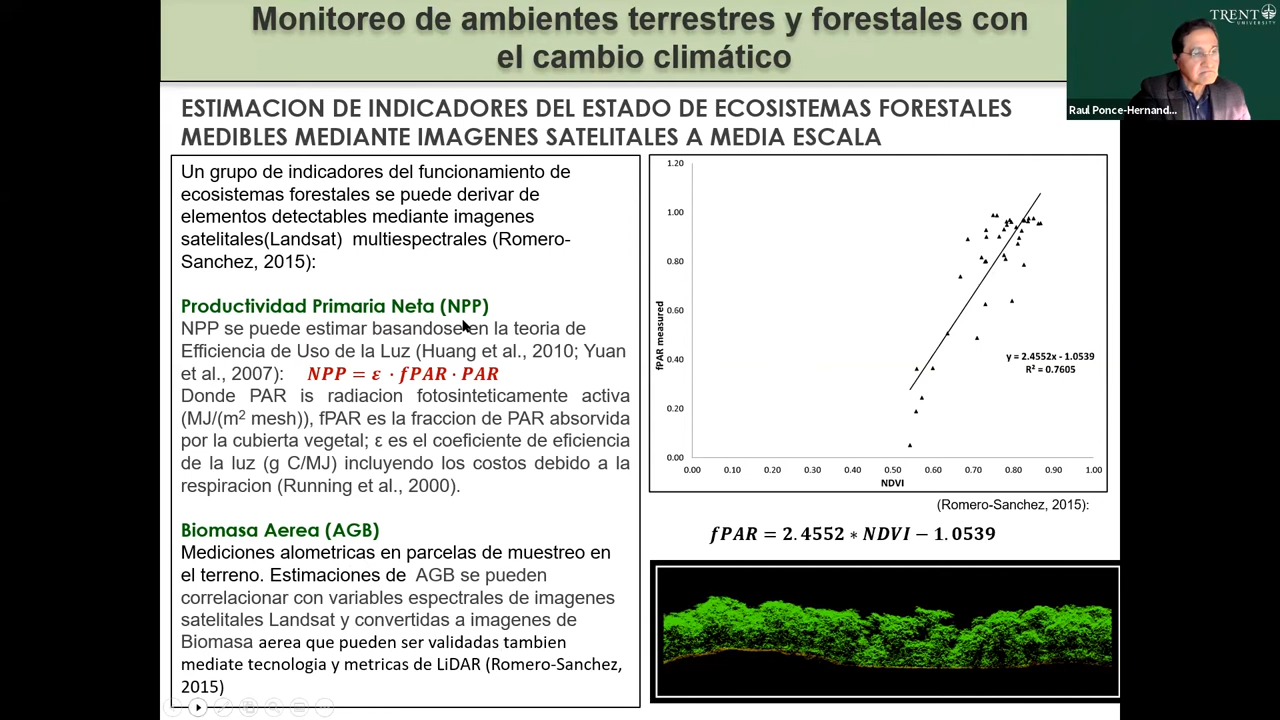 Monitoreo de ambientes terrestres y forestales con
el cambio climático
TRENT
UNIVERSITY
Raul Ponce-Hernand...
ESTIMACION DE INDICADORES DEL ESTADO DE ECOSISTEMAS FORESTALES
MEDIBLES MEDIANTE IMAGENES SATELITALES A MEDIA ESCALA
Un grupo de indicadores del funcionamiento de
ecosistemas forestales se puede derivar de
elementos detectables mediante imagenes
satelitales(Landsat) multiespectrales (Romero-
Sanchez, 2015):
Productividad Primaria Neta (NPP)
NPP se puede estimar basandose en la teoria de
Efficiencia de Uso de la Luz (Huang et al., 2010; Yuan
et al., 2007): NPP = ε · fPAR · PAR
Donde PAR is radiacion fotosinteticamente activa
(MJ/(m² mesh)), fPAR es la fraccion de PAR absorvida
por la cubierta vegetal; ε es el coeficiente de eficiencia
de la luz (g C/MJ) incluyendo los costos debido a la
respiracion (Running et al., 2000).
Biomasa Aerea (AGB)
Mediciones alometricas en parcelas de muestreo en
el terreno. Estimaciones de AGB se pueden
correlacionar con variables espectrales de imagenes
satelitales Landsat y convertidas a imagenes de
Biomasa aerea que pueden ser validadas tambien
mediate tecnologia y metricas de LiDAR (Romero-Sanchez,
2015)
1.20
1.00
0.80
0.60
0.40
0.20
0.00
fPAR measured
y = 2.4552x - 1.0539
R² = 0.7605
0.00 0.10 0.20 0.30 0.40 0.50 0.60 0.70 0.80 0.90 1.00
NDVI
(Romero-Sanchez, 2015):
fPAR = 2.4552 ∗ NDVI − 1.0539